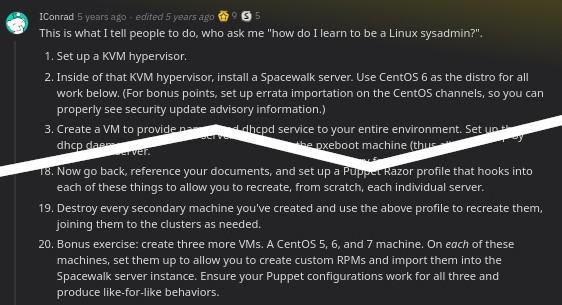 IConrad 5 years ago · edited 5 years ago 9 S 5
This is what I tell people to do, who ask me "how do I learn to be a Linux sysadmin?".
1. Set up a KVM hypervisor.
2. Inside of that KVM hypervisor, install a Spacewalk server. Use CentOS 6 as the distro for all
work below. (For bonus points, set up errata importation on the CentOS channels, so you can
properly see security update advisory information.)
3. Create a VM to provide named and dhcpd service to your entire environment. Set up the
dhcp the pxeboot machine (thus
server.
18. Now go back, reference your documents, and set up a Puppet Razor profile that hooks into
each of these things to allow you to recreate, from scratch, each individual server.
19. Destroy every secondary machine you've created and use the above profile to recreate them,
joining them to the clusters as needed.
20. Bonus exercise: create three more VMs. A CentOS 5, 6, and 7 machine. On each of these
machines, set them up to allow you to create custom RPMs and import them into the
Spacewalk server instance. Ensure your Puppet configurations work for all three and
produce like-for-like behaviors.